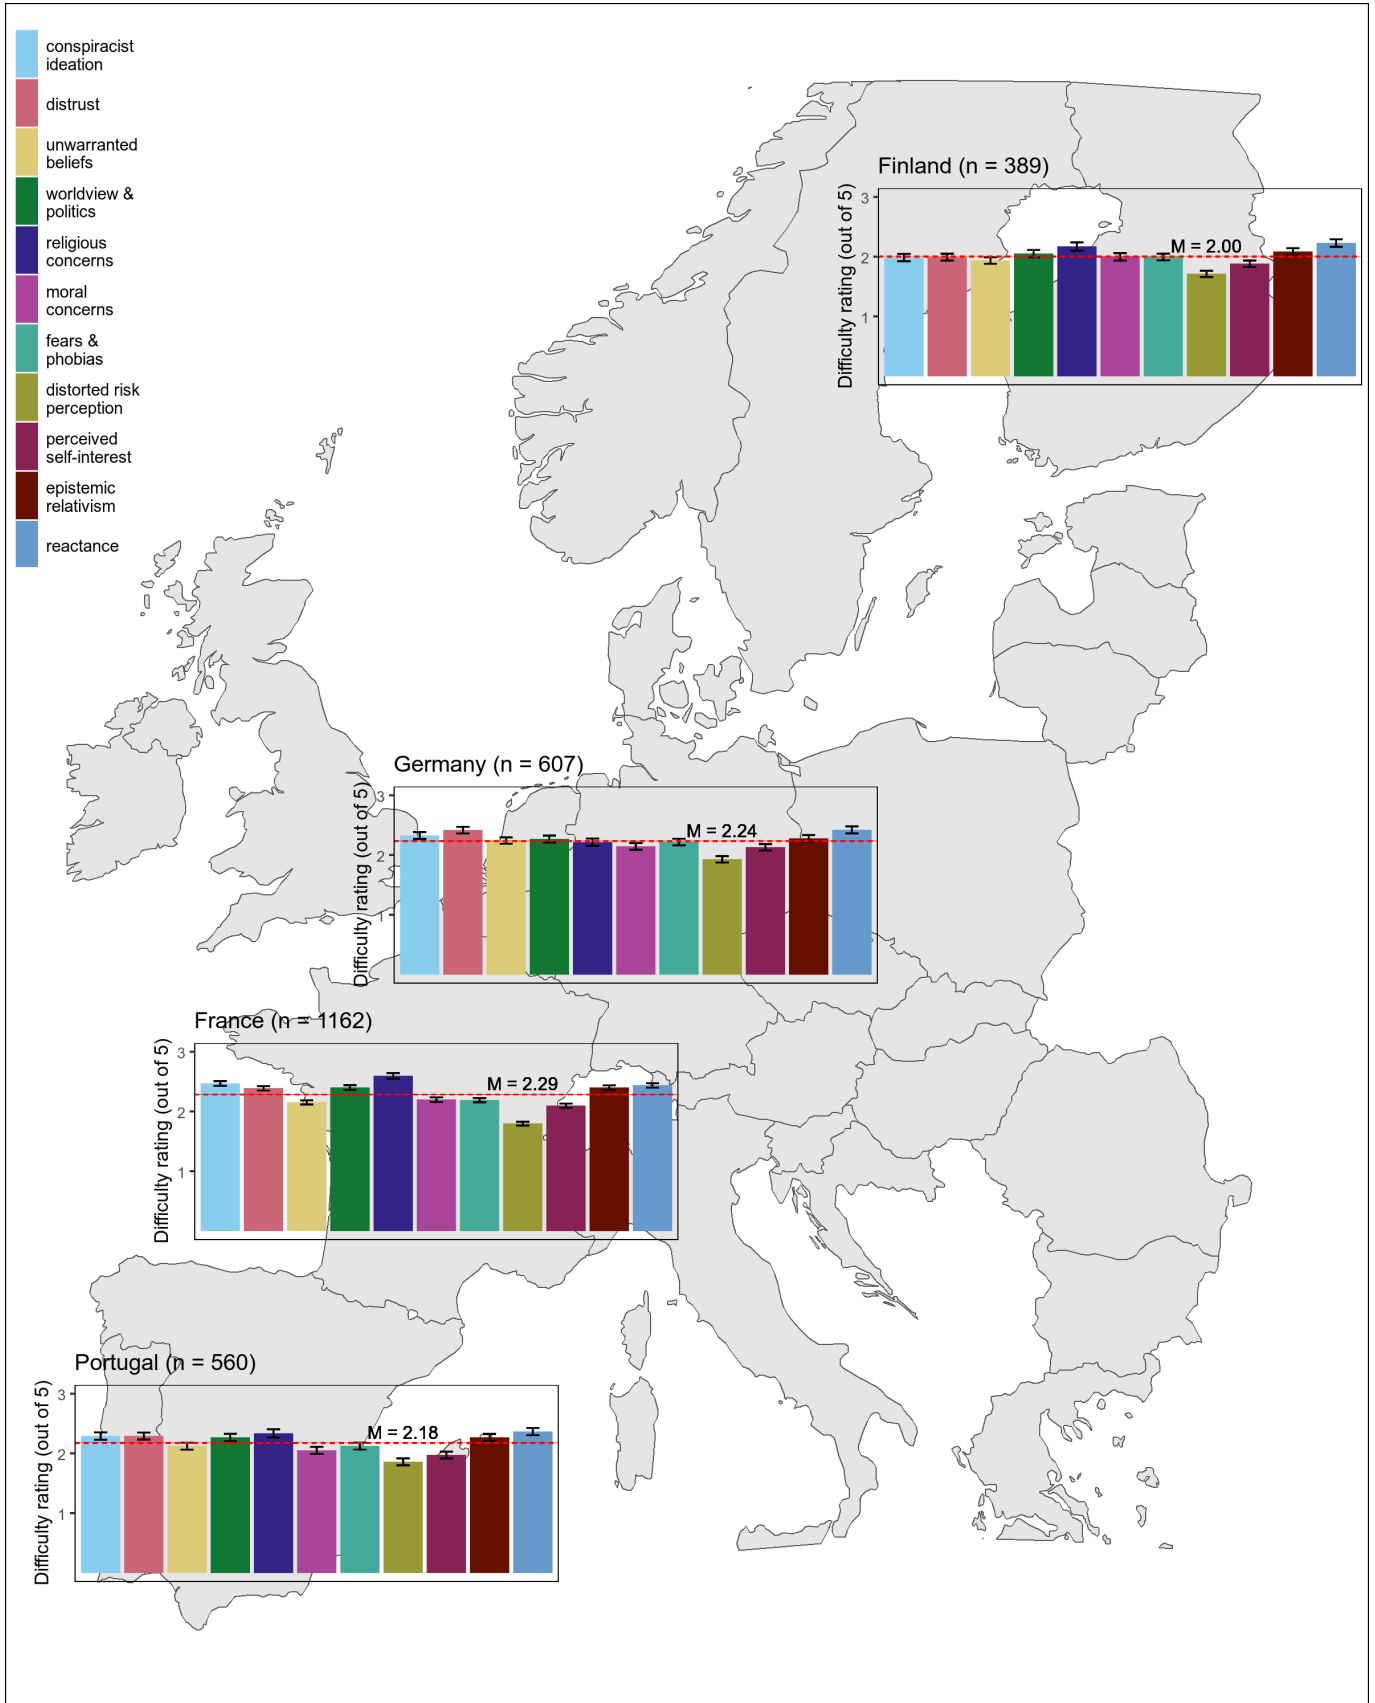 conspiracist
ideation
distrust
unwarranted
beliefs
worldview &
politics
religious
concerns
moral
concerns
fears &
phobias
distorted risk
perception
perceived
self-interest
epistemic
relativism
reactance
Finland (n = 389)
Difficulty rating (out of 5)
3
2
1
M = 2.00
Germany (n = 607)
Difficulty rating (out of 5)
3
2
1
M = 2.24
France (n = 1162)
Difficulty rating (out of 5)
3
2
1
M = 2.29
Portugal (n = 560)
Difficulty rating (out of 5)
3
2
1
M = 2.18